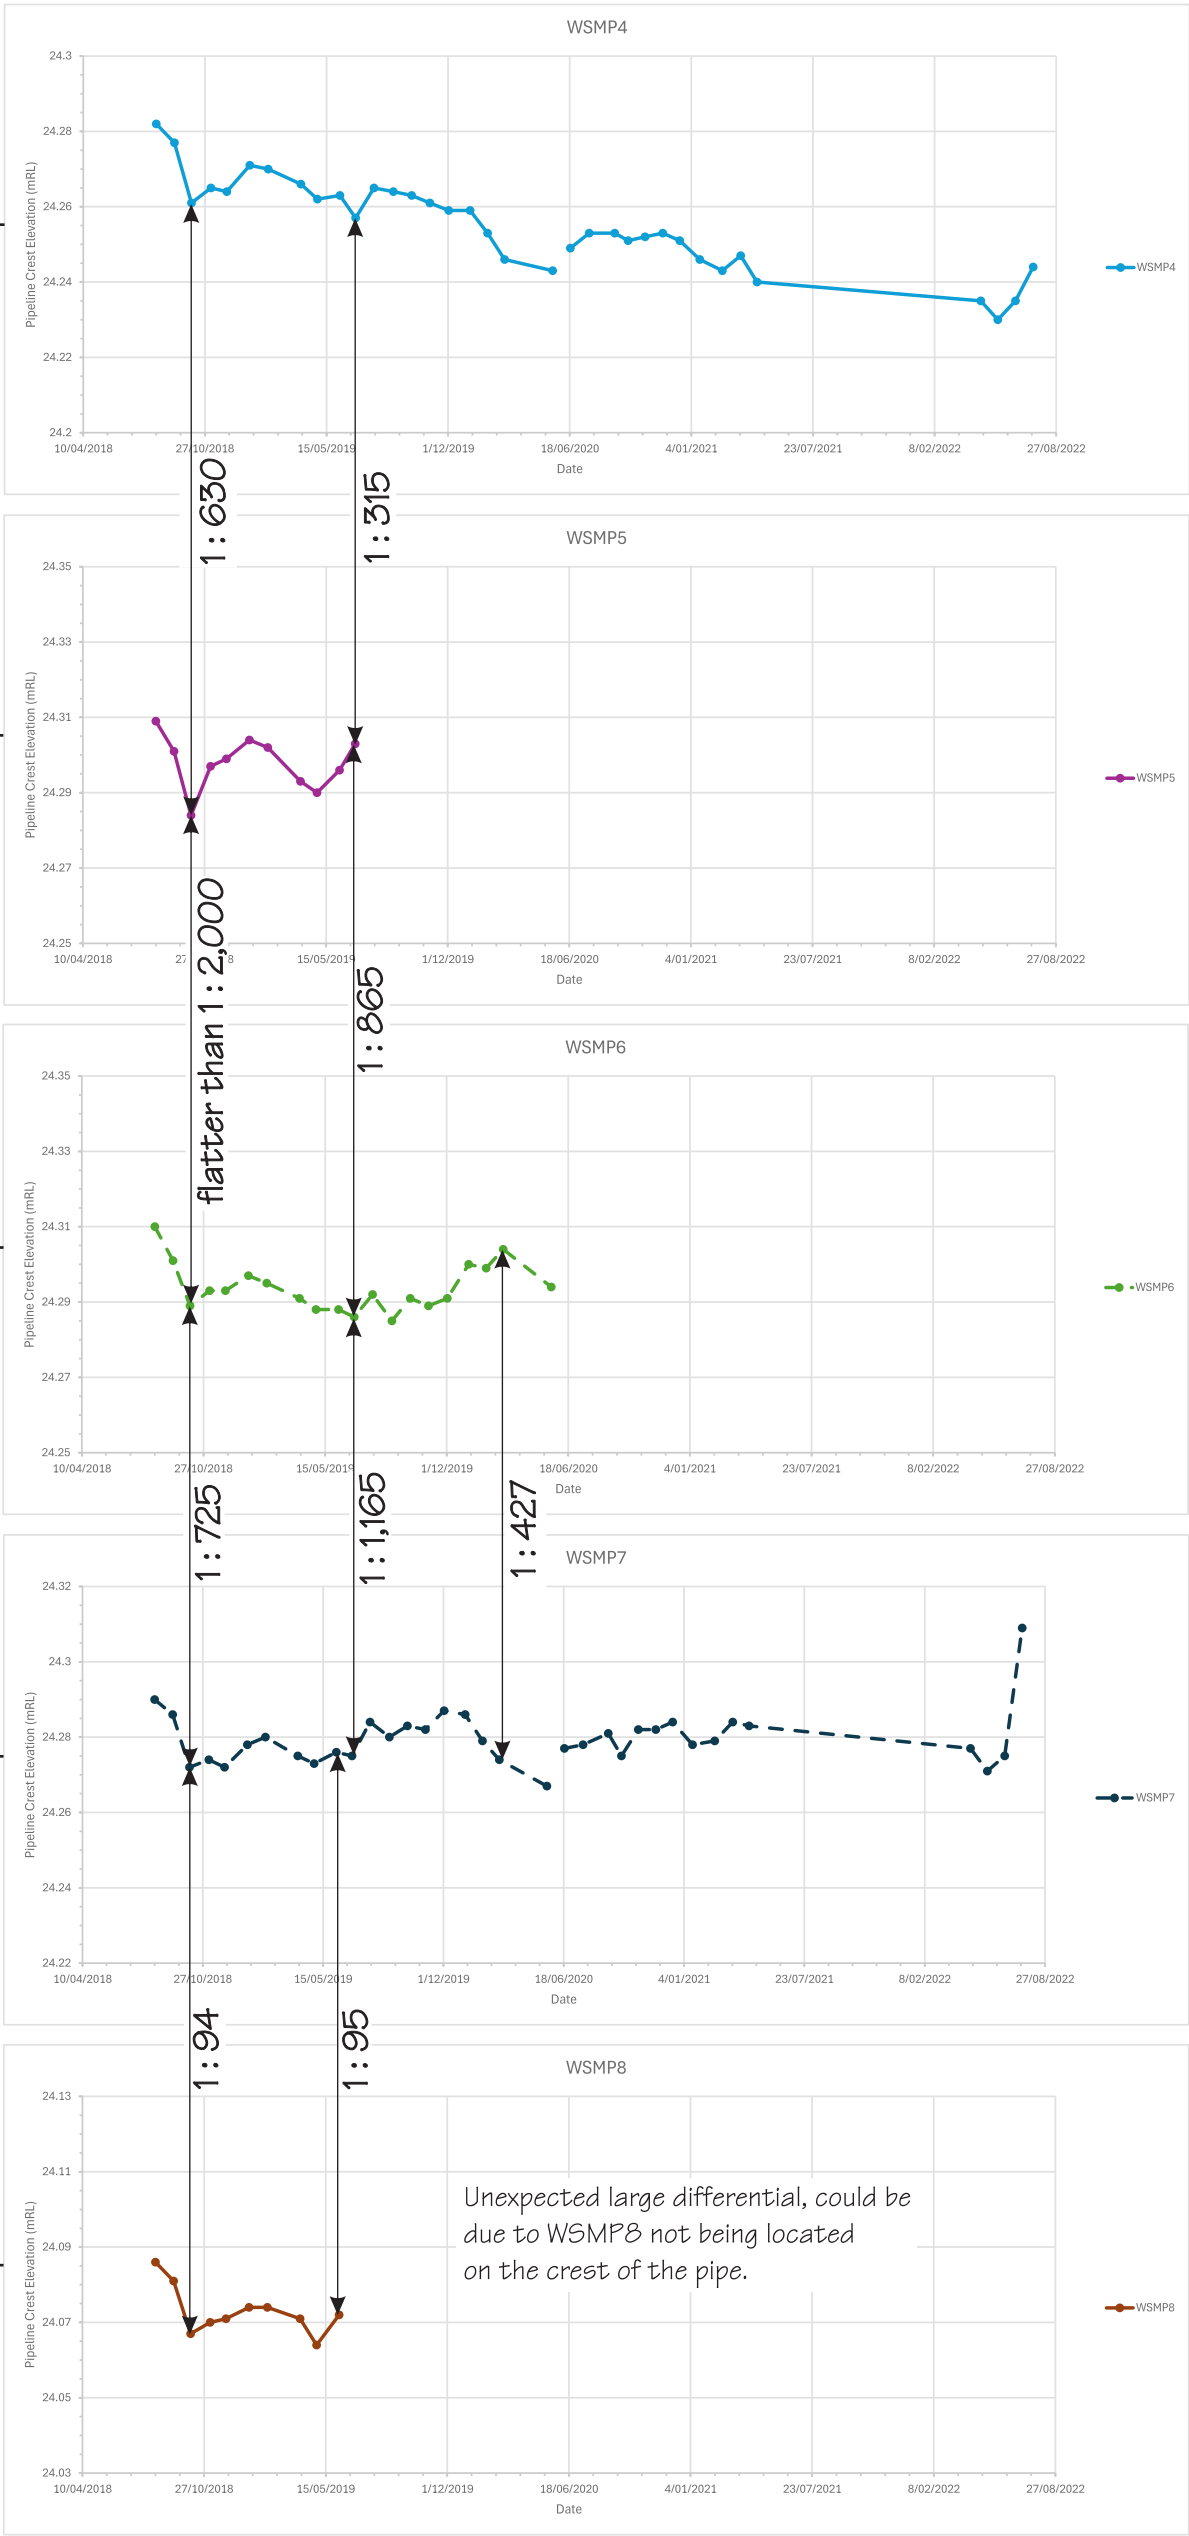 WSMP4
24.3
24.28
24.26
24.24
24.22
24.2
Pipeline Crest Elevation (mRL)
10/04/2018 27/10/2018 15/05/2019 1/12/2019 18/06/2020 4/01/2021 23/07/2021 8/02/2022 27/08/2022
Date
WSMP4
1 : 630
1 : 315
WSMP5
24.35
24.33
24.31
24.29
24.27
24.25
Pipeline Crest Elevation (mRL)
10/04/2018 27 8 15/05/2019 1/12/2019 18/06/2020 4/01/2021 23/07/2021 8/02/2022 27/08/2022
Date
WSMP5
flatter than 1 : 2,000
1 : 865
WSMP6
24.35
24.33
24.31
24.29
24.27
24.25
Pipeline Crest Elevation (mRL)
10/04/2018 27/10/2018 15/05/2019 1/12/2019 18/06/2020 4/01/2021 23/07/2021 8/02/2022 27/08/2022
Date
WSMP6
1 : 725
1 : 1,165
1 : 427
WSMP7
24.32
24.3
24.28
24.26
24.24
24.22
Pipeline Crest Elevation (mRL)
10/04/2018 27/10/2018 15/05/2019 1/12/2019 18/06/2020 4/01/2021 23/07/2021 8/02/2022 27/08/2022
Date
WSMP7
1 : 94
1 : 95
WSMP8
24.13
24.11
24.09
24.07
24.05
24.03
Pipeline Crest Elevation (mRL)
Unexpected large differential, could be
due to WSMP8 not being located
on the crest of the pipe.
10/04/2018 27/10/2018 15/05/2019 1/12/2019 18/06/2020 4/01/2021 23/07/2021 8/02/2022 27/08/2022
Date
WSMP8